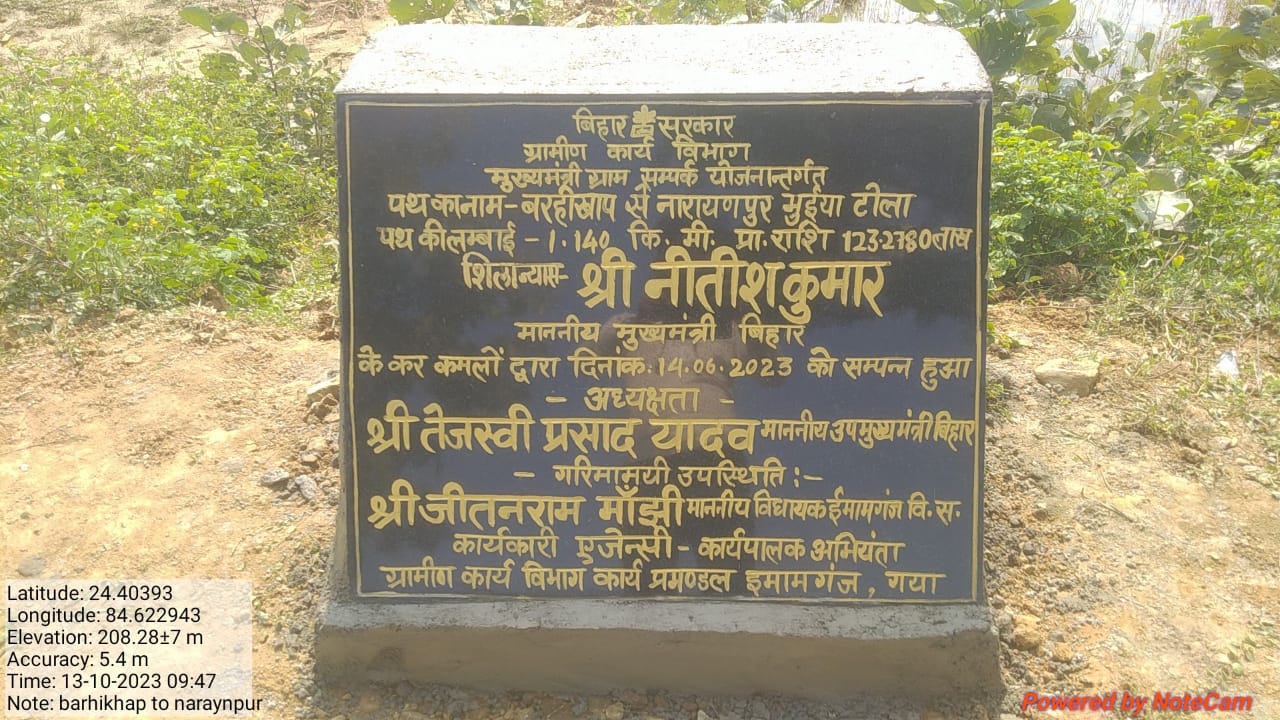 बिहार सरकार
ग्रामीण कार्य विभाग
मुख्यमंत्री ग्राम सम्पर्क योजनान्तर्गत
पथ का नाम - बरहीखाप से नारायणपुर भुईया टोला
पथ की लम्बाई - 1.140 कि. मी. प्रा. राशि 123.2780 लाख
शिलान्यास - श्री नीतीश कुमार
माननीय मुख्यमंत्री बिहार
के कर कमलों द्वारा दिनांक. 14.06.2023 को सम्पन्न हुआ
- अध्यक्षता -
श्री तेजस्वी प्रसाद यादव माननीय उप मुख्यमंत्री बिहार
- गरिमामयी उपस्थिति :-
श्री जीतनराम माँझी माननीय विधायक ईमामगंज वि. स.
कार्यकारी एजेन्सी - कार्यपालक अभियंता
ग्रामीण कार्य विभाग कार्य प्रमण्डल इमामगंज, गया
Latitude: 24.40393
Longitude: 84.622943
Elevation: 208.28±7 m
Accuracy: 5.4 m
Time: 13-10-2023 09:47
Note: barhikhap to naraynpur
Powered by NoteCam